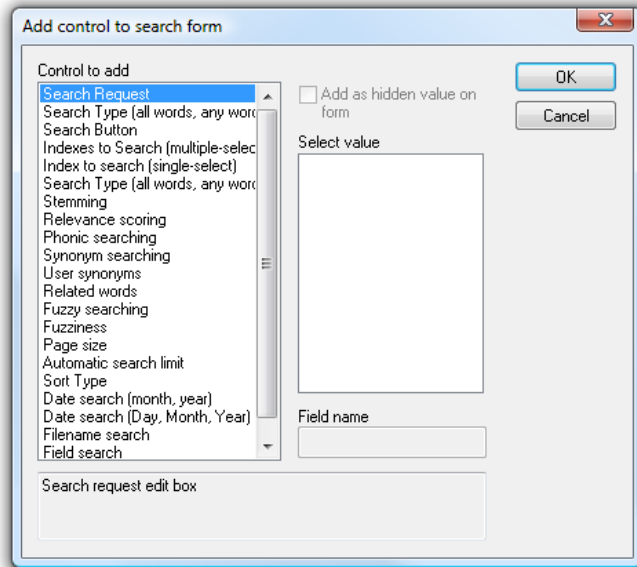 Add control to search form
Control to add
Search Request
Search Type (all words, any word
Search Button
Indexes to Search (multiple-selec
Index to search (single-select)
Search Type (all words, any word
Stemming
Relevance scoring
Phonic searching
Synonym searching
User synonyms
Related words
Fuzzy searching
Fuzziness
Page size
Automatic search limit
Sort Type
Date search (month, year)
Date search (Day, Month, Year)
Filename search
Field search
Search request edit box
Add as hidden value on
form
Select value
Field name
OK
Cancel